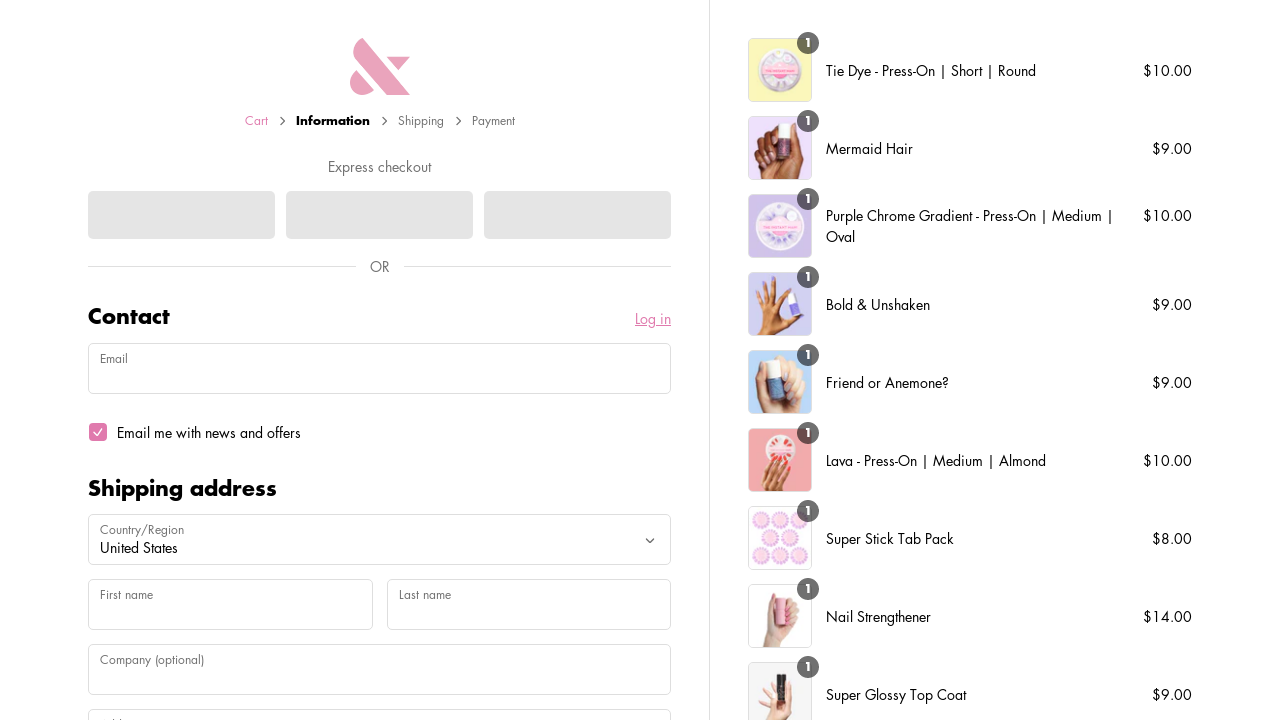 Cart > Information > Shipping > Payment
Express checkout
OR
Contact
Log in
Email
Email me with news and offers
Shipping address
Country/Region
United States
First name
Last name
Company (optional)
1
Tie Dye - Press-On | Short | Round
$10.00
1
Mermaid Hair
$9.00
1
Purple Chrome Gradient - Press-On | Medium |
Oval
$10.00
1
Bold & Unshaken
$9.00
1
Friend or Anemone?
$9.00
1
Lava - Press-On | Medium | Almond
$10.00
1
Super Stick Tab Pack
$8.00
1
Nail Strengthener
$14.00
1
Super Glossy Top Coat
$9.00